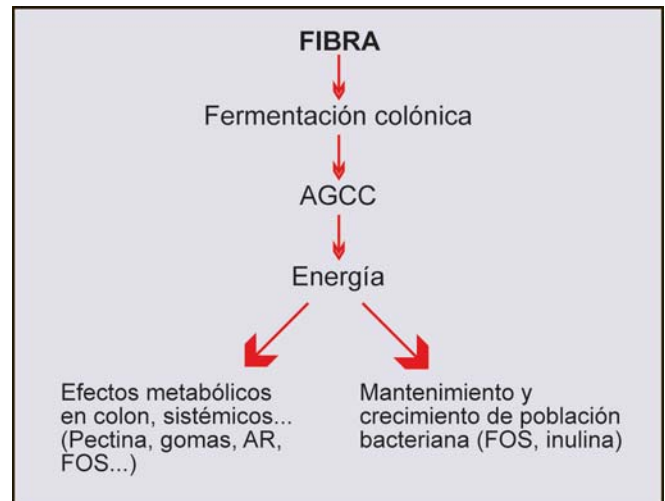 FIBRA
Fermentación colónica
AGCC
Energía
Efectos metabólicos
en colon, sistémicos...
(Pectina, gomas, AR,
FOS...)
Mantenimiento y
crecimiento de población
bacteriana (FOS, inulina)